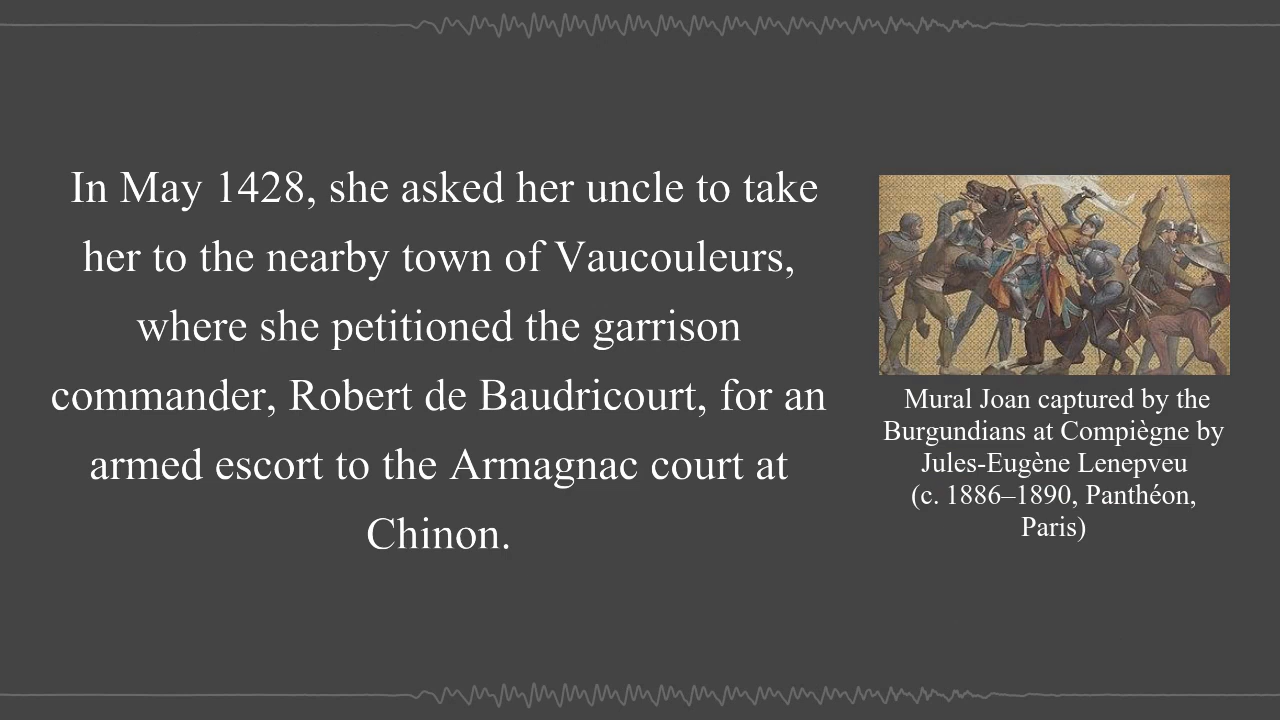 In May 1428, she asked her uncle to take
her to the nearby town of Vaucouleurs,
where she petitioned the garrison
commander, Robert de Baudricourt, for an
armed escort to the Armagnac court at
Chinon.
Mural Joan captured by the
Burgundians at Compiègne by
Jules-Eugène Lenepveu
(c. 1886–1890, Panthéon,
Paris)